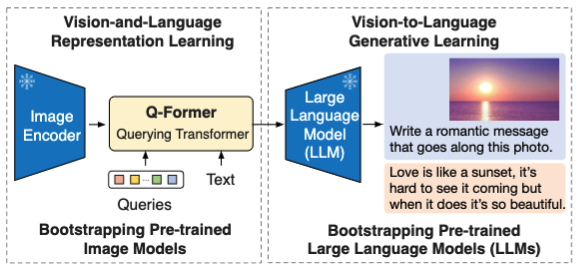 Vision-and-Language
Representation Learning
Vision-to-Language
Generative Learning
Image
Encoder
Q-Former
Querying Transformer
Queries
Text
Bootstrapping Pre-trained
Image Models
Large
Language
Model
(LLM)
Write a romantic message
that goes along this photo.
Love is like a sunset, it's
hard to see it coming but
when it does it's so beautiful.
Bootstrapping Pre-trained
Large Language Models (LLMs)